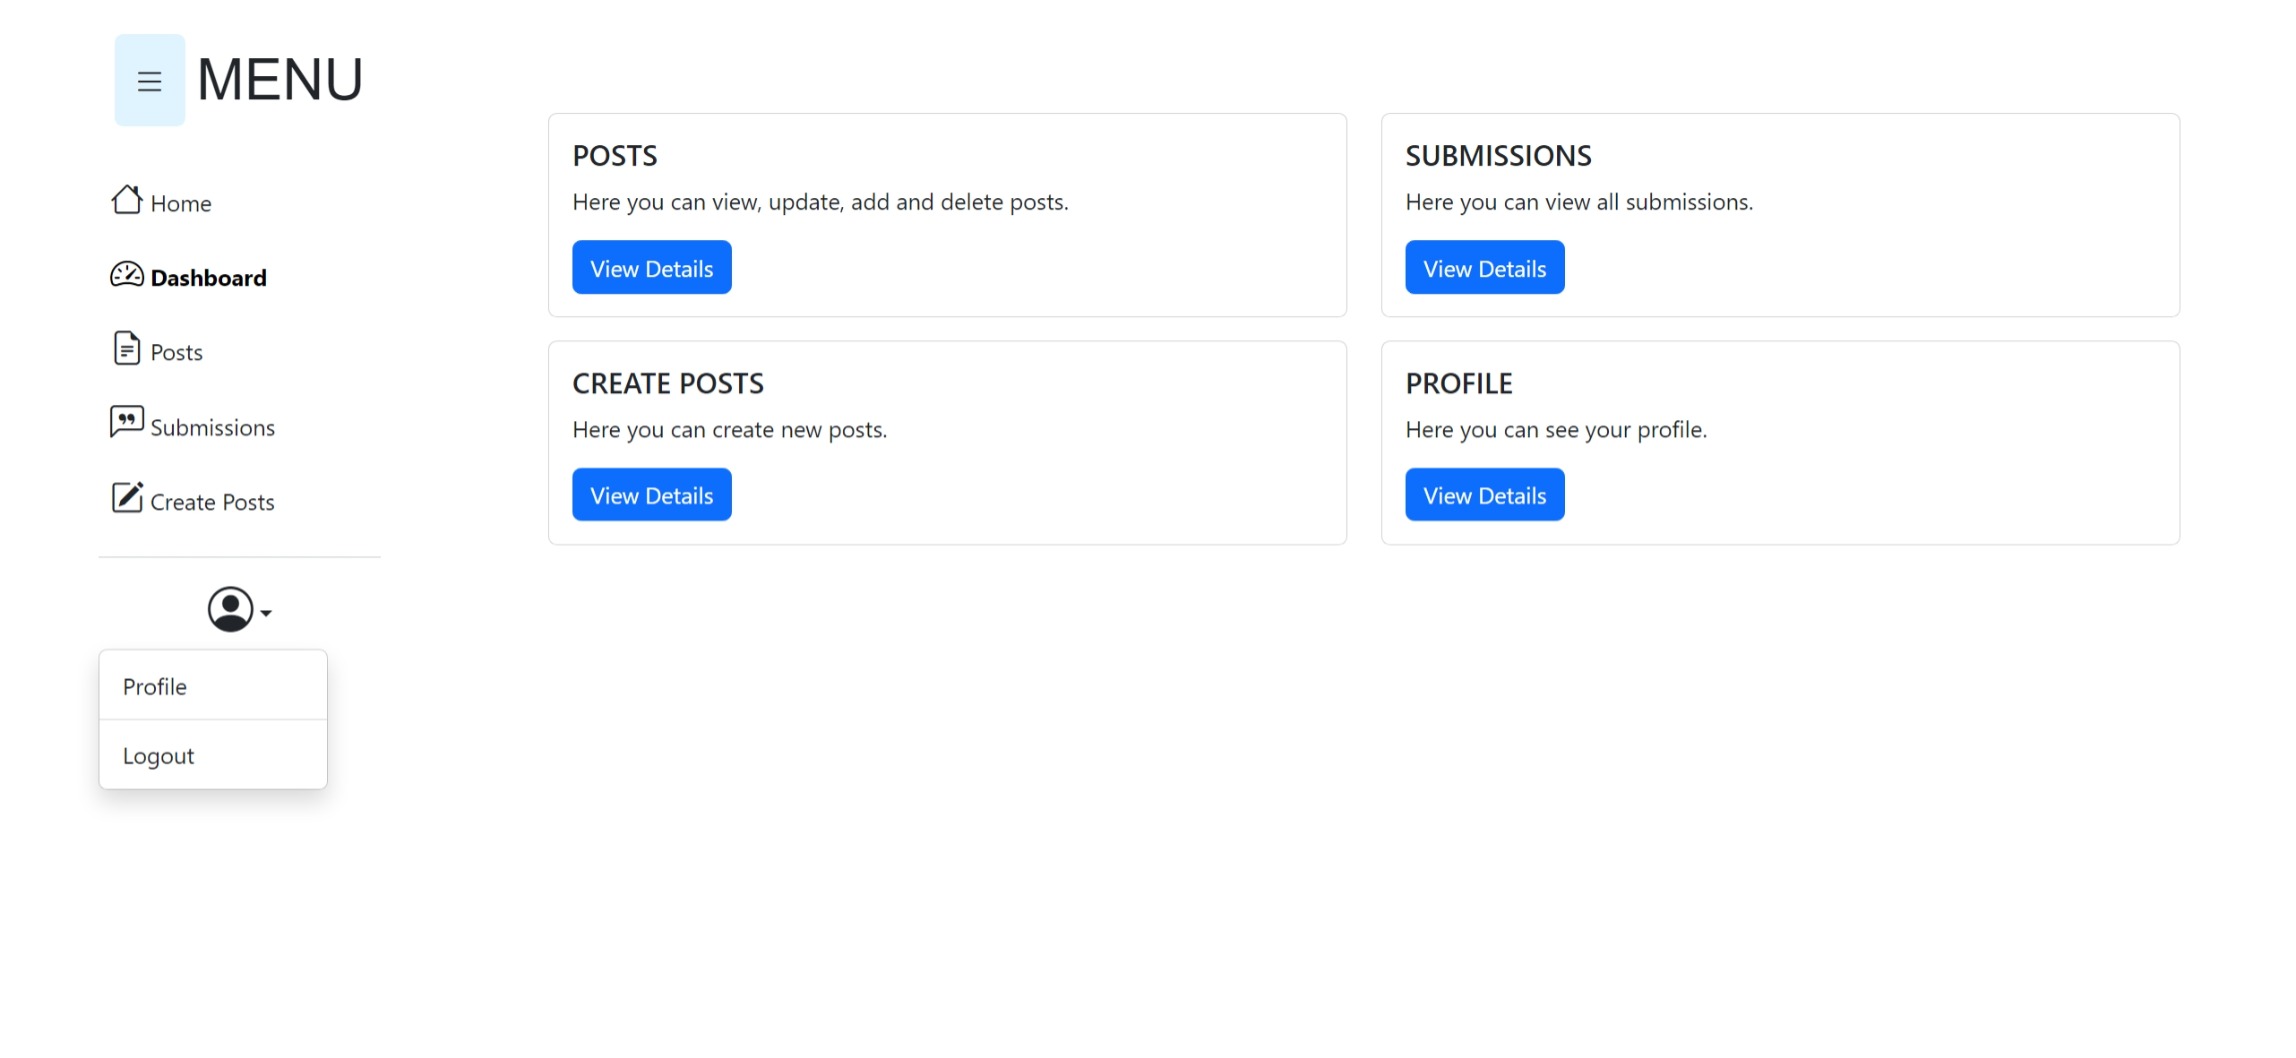 MENU
Home
Dashboard
Posts
Submissions
Create Posts
Profile
Logout
POSTS
Here you can view, update, add and delete posts.
View Details
SUBMISSIONS
Here you can view all submissions.
View Details
CREATE POSTS
Here you can create new posts.
View Details
PROFILE
Here you can see your profile.
View Details